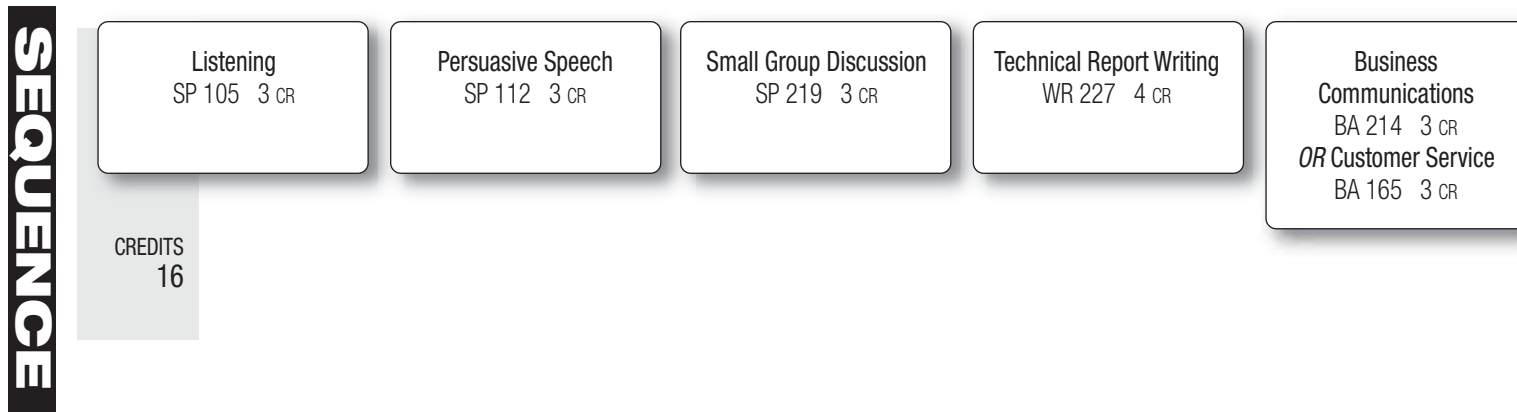 SEQUENCE
Listening
SP 105 3 CR
Persuasive Speech
SP 112 3 CR
Small Group Discussion
SP 219 3 CR
Technical Report Writing
WR 227 4 CR
Business
Communications
BA 214 3 CR
OR Customer Service
BA 165 3 CR
CREDITS
16